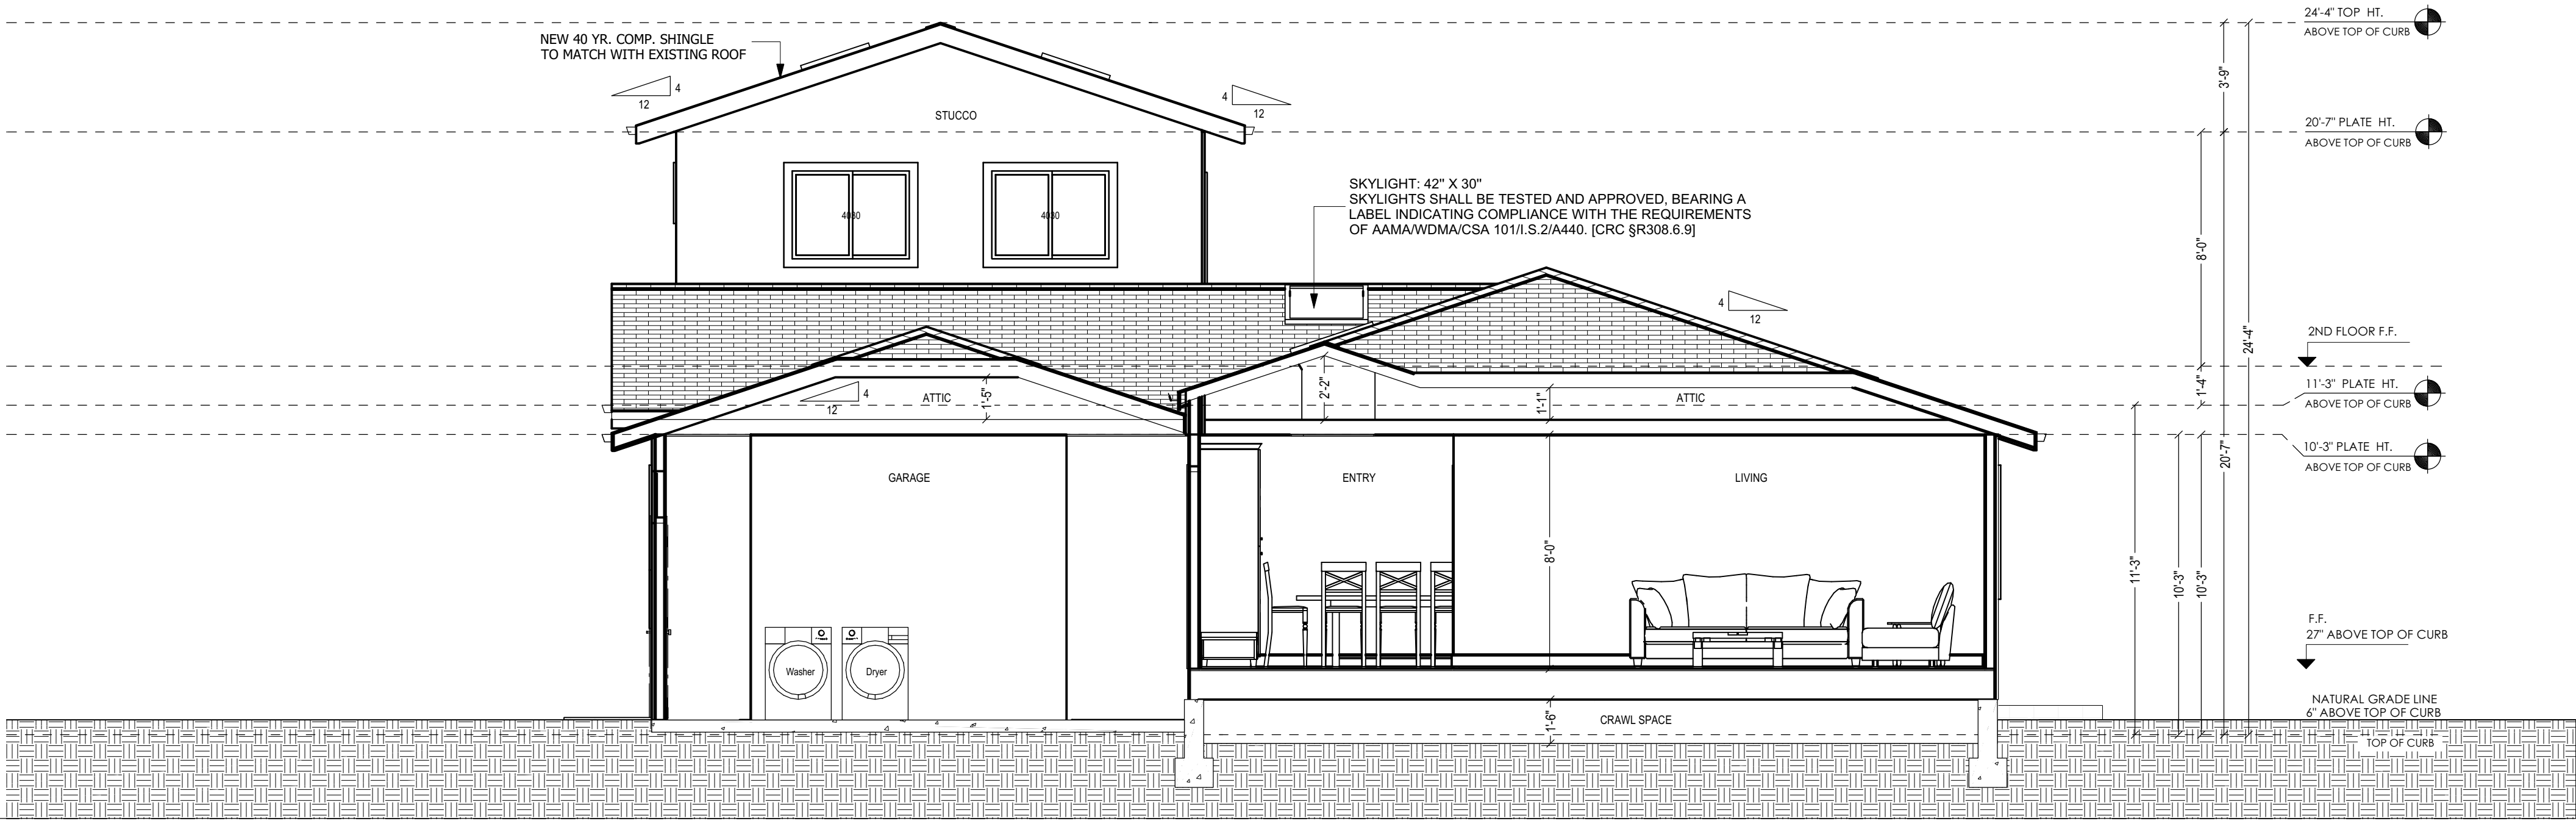 24'-4" TOP HT.
ABOVE TOP OF CURB
NEW 40 YR. COMP. SHINGLE
TO MATCH WITH EXISTING ROOF
4
12
4
12
3'-9"
STUCCO
20'-7" PLATE HT.
ABOVE TOP OF CURB
SKYLIGHT: 42" X 30"
SKYLIGHTS SHALL BE TESTED AND APPROVED, BEARING A
LABEL INDICATING COMPLIANCE WITH THE REQUIREMENTS
OF AAMA/WDMA/CSA 101/I.S.2/A440. [CRC §R308.6.9]
4030
4030
8'-0"
4
12
24'-4"
2ND FLOOR F.F.
11'-3" PLATE HT.
ABOVE TOP OF CURB
1'-4"
4
12
ATTIC
1'-5"
2'-2"
1'-1"
ATTIC
10'-3" PLATE HT.
ABOVE TOP OF CURB
20'-7"
GARAGE
ENTRY
LIVING
8'-0"
11'-3"
10'-3"
10'-3"
F.F.
27" ABOVE TOP OF CURB
Washer
Dryer
NATURAL GRADE LINE
6" ABOVE TOP OF CURB
1'-6"
CRAWL SPACE
TOP OF CURB